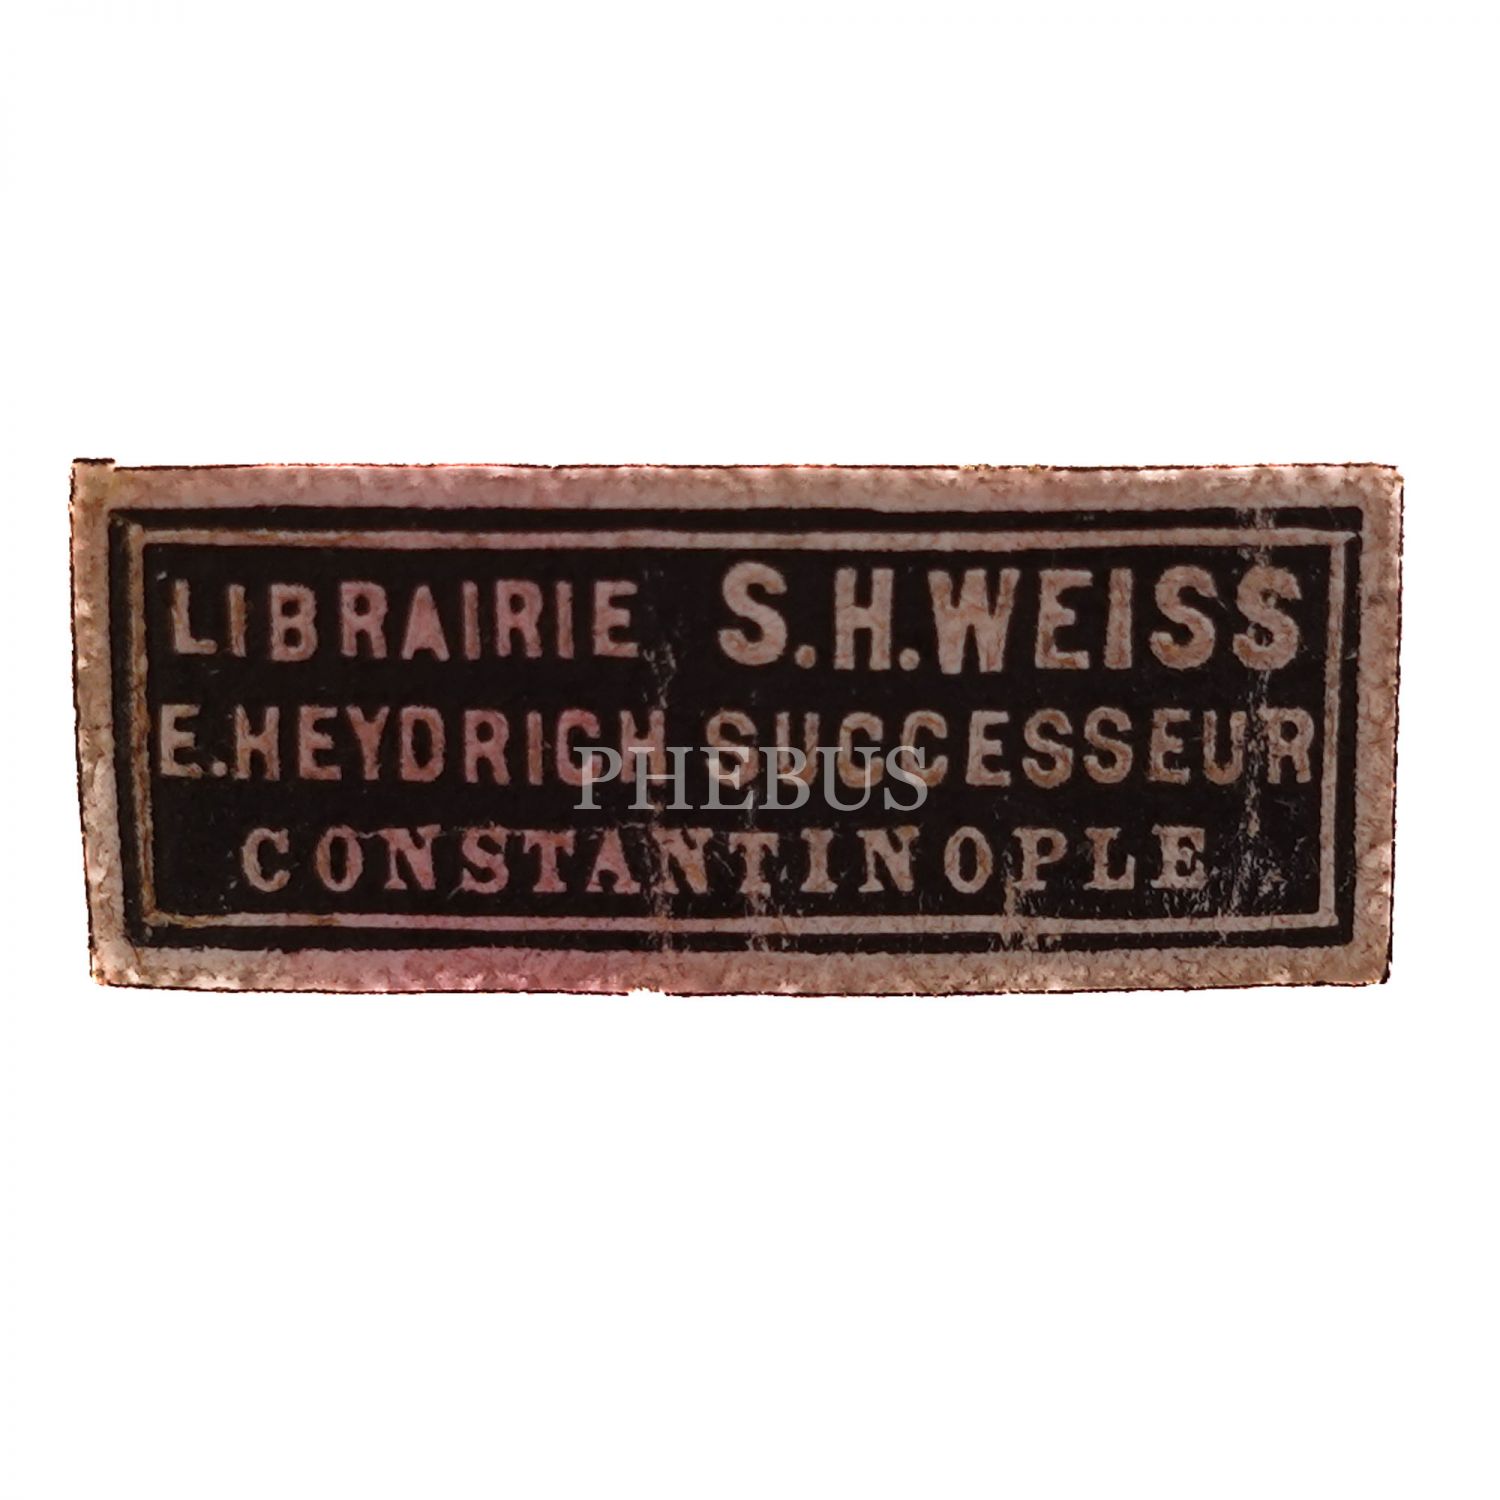 LIBRAIRIE S.H.WEISS
E.HEYDRICH SUCCESSEUR
PHEBUS
CONSTANTINOPLE